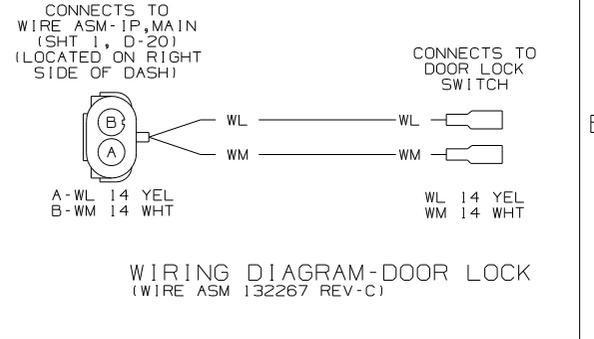 CONNECTS TO
WIRE ASM-IP,MAIN
(SHT 1, D-20)
(LOCATED ON RIGHT
SIDE OF DASH)
CONNECTS TO
DOOR LOCK
SWITCH
B
WL
WL
A
WM
WM
A-WL 14 YEL
B-WM 14 WHT
WL 14 YEL
WM 14 WHT
WIRING DIAGRAM-DOOR LOCK
(WIRE ASM 132267 REV-C)